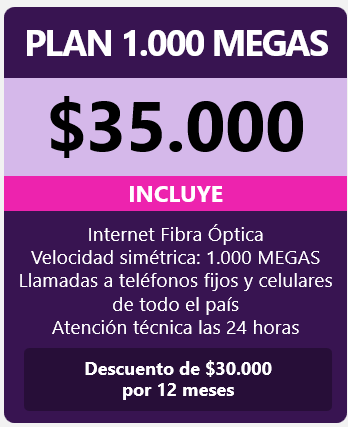 PLAN 1.000 MEGAS
$35.000
INCLUYE
Internet Fibra Óptica
Velocidad simétrica: 1.000 MEGAS
Llamadas a teléfonos fijos y celulares
de todo el país
Atención técnica las 24 horas
Descuento de $30.000
por 12 meses